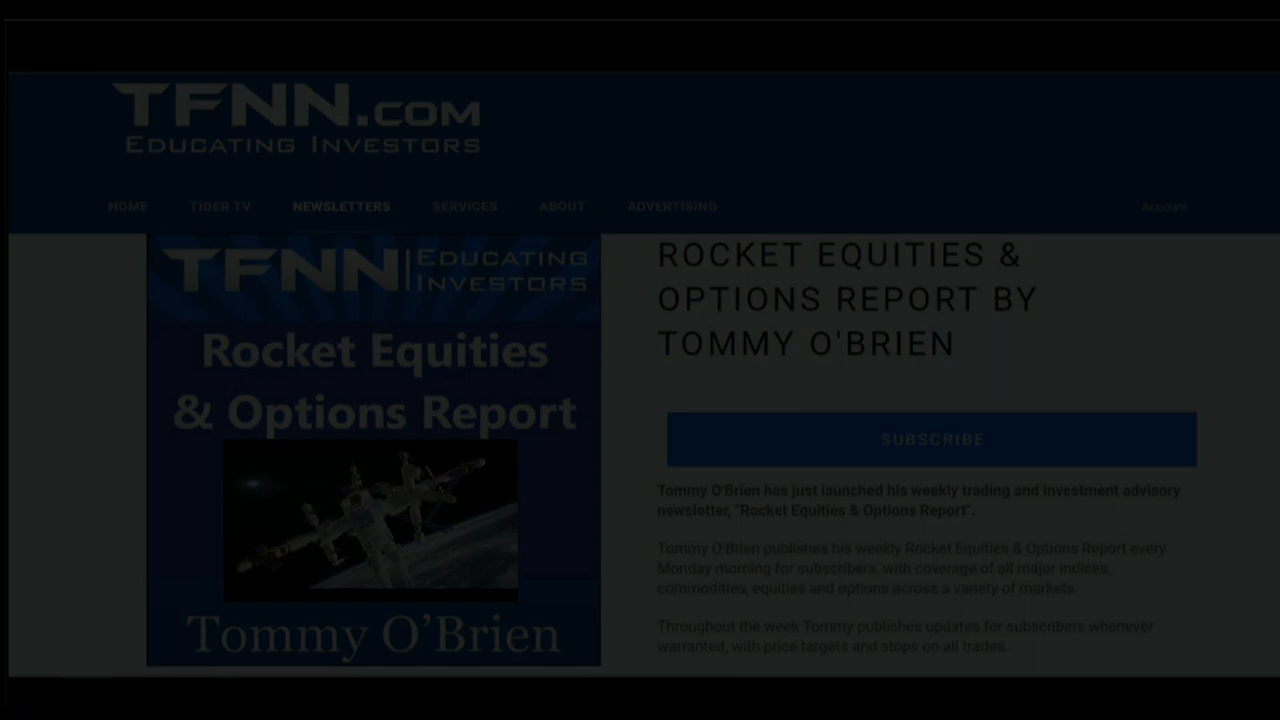 TFNN.COM
EDUCATING INVESTORS
HOME TIGER TV NEWSLETTERS SERVICES ABOUT ADVERTISING Account
TFNN EDUCATING
INVESTORS
Rocket Equities
& Options Report
Tommy O'Brien
ROCKET EQUITIES &
OPTIONS REPORT BY
TOMMY O'BRIEN
SUBSCRIBE
Tommy O'Brien has just launched his weekly trading and investment advisory
newsletter, "Rocket Equities & Options Report".
Tommy O'Brien publishes his weekly Rocket Equities & Options Report every
Monday morning for subscribers, with coverage of all major indices,
commodities, equities and options across a variety of markets.
Throughout the week Tommy publishes updates for subscribers whenever
warranted, with price targets and stops on all trades.